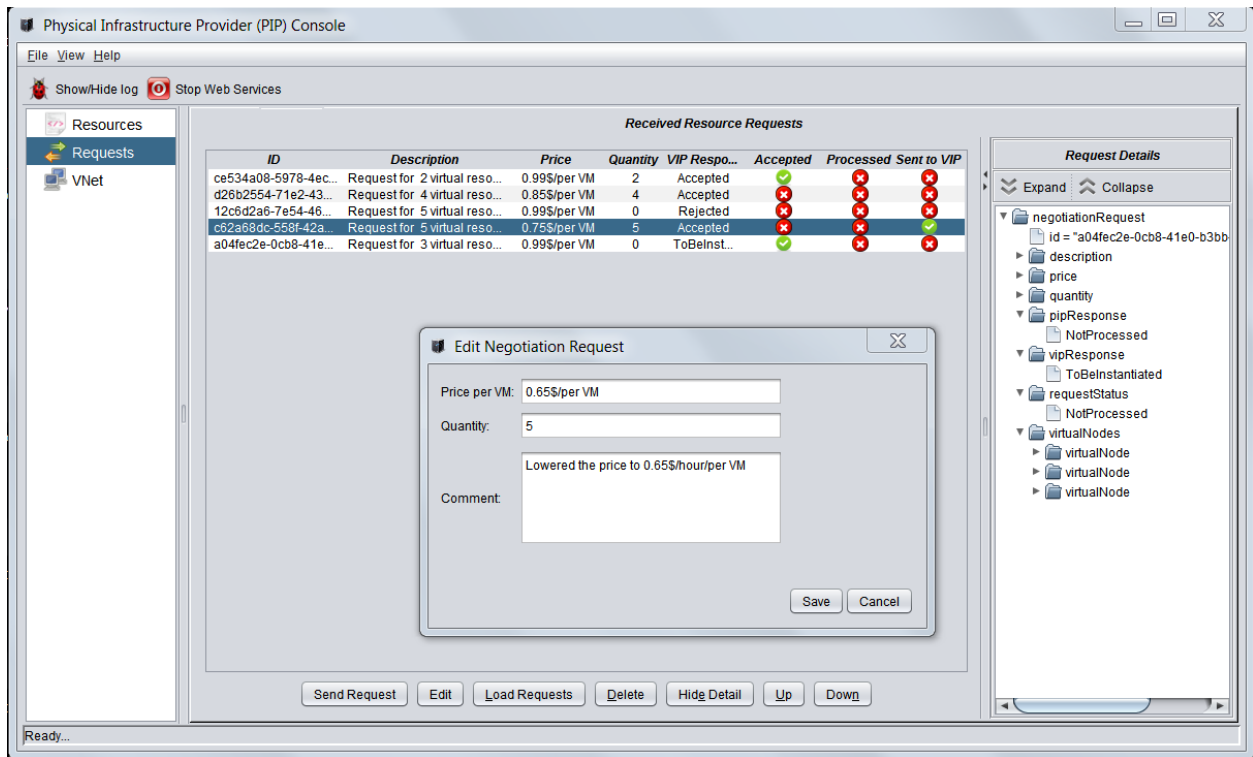 Physical Infrastructure Provider (PIP) Console
File View Help
Show/Hide log Stop Web Services
Resources
Requests
VNet
Received Resource Requests
ID Description Price Quantity VIP Respo... Accepted Processed Sent to VIP
ce534a08-5978-4ec... Request for 2 virtual reso... 0.99$/per VM 2 Accepted
d26b2554-71e2-43... Request for 4 virtual reso... 0.85$/per VM 4 Accepted
12c6d2a6-7e54-46... Request for 5 virtual reso... 0.99$/per VM 0 Rejected
c62a68dc-558f-42a... Request for 5 virtual reso... 0.75$/per VM 5 Accepted
a04fec2e-0cb8-41e... Request for 3 virtual reso... 0.99$/per VM 0 ToBeInst...
Edit Negotiation Request
Price per VM: 0.65$/per VM
Quantity: 5
Comment: Lowered the price to 0.65$/hour/per VM
Save Cancel
Send Request Edit Load Requests Delete Hide Detail Up Down
Request Details
Expand Collapse
negotiationRequest
id = "a04fec2e-0cb8-41e0-b3bb-
description
price
quantity
pipResponse
NotProcessed
vipResponse
ToBeInstantiated
requestStatus
NotProcessed
virtualNodes
virtualNode
virtualNode
virtualNode
Ready...